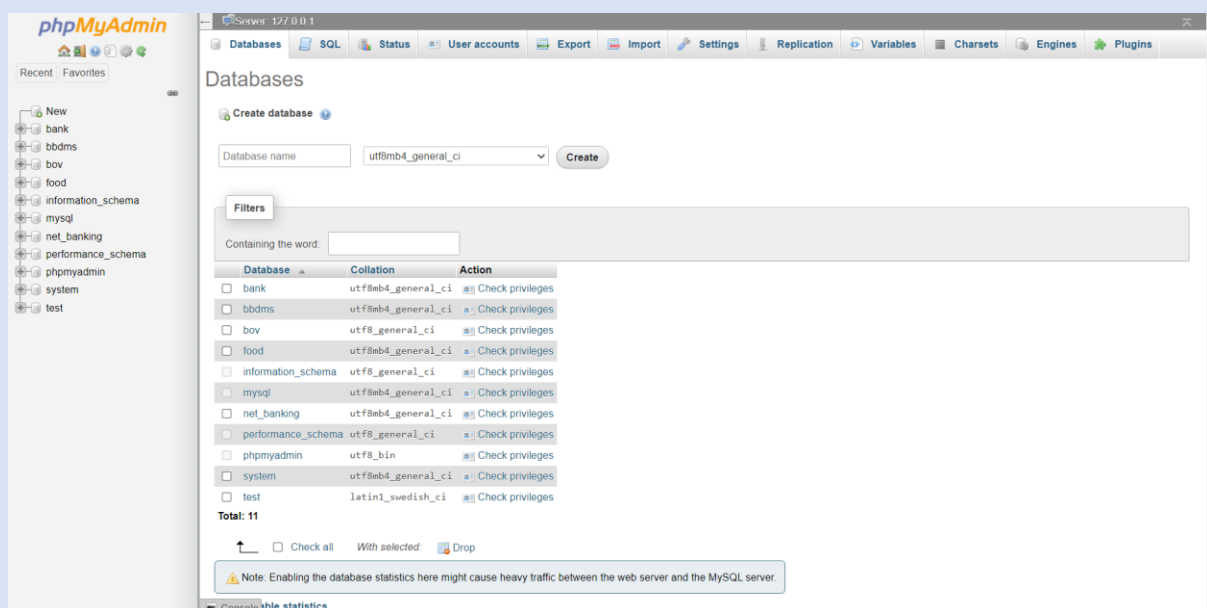 phpMyAdmin
Recent Favorites
New
bank
bbdms
bov
food
information_schema
mysql
net_banking
performance_schema
phpmyadmin
system
test
Server: 127.0.0.1
Databases SQL Status User accounts Export Import Settings Replication Variables Charsets Engines Plugins
Databases
Create database
Database name utf8mb4_general_ci Create
Filters
Containing the word:
Database Collation Action
bank utf8mb4_general_ci Check privileges
bbdms utf8mb4_general_ci Check privileges
bov utf8_general_ci Check privileges
food utf8mb4_general_ci Check privileges
information_schema utf8_general_ci Check privileges
mysql utf8mb4_general_ci Check privileges
net_banking utf8mb4_general_ci Check privileges
performance_schema utf8_general_ci Check privileges
phpmyadmin utf8_bin Check privileges
system utf8mb4_general_ci Check privileges
test latin1_swedish_ci Check privileges
Total: 11
Check all With selected: Drop
Note: Enabling the database statistics here might cause heavy traffic between the web server and the MySQL server.
Console statistics